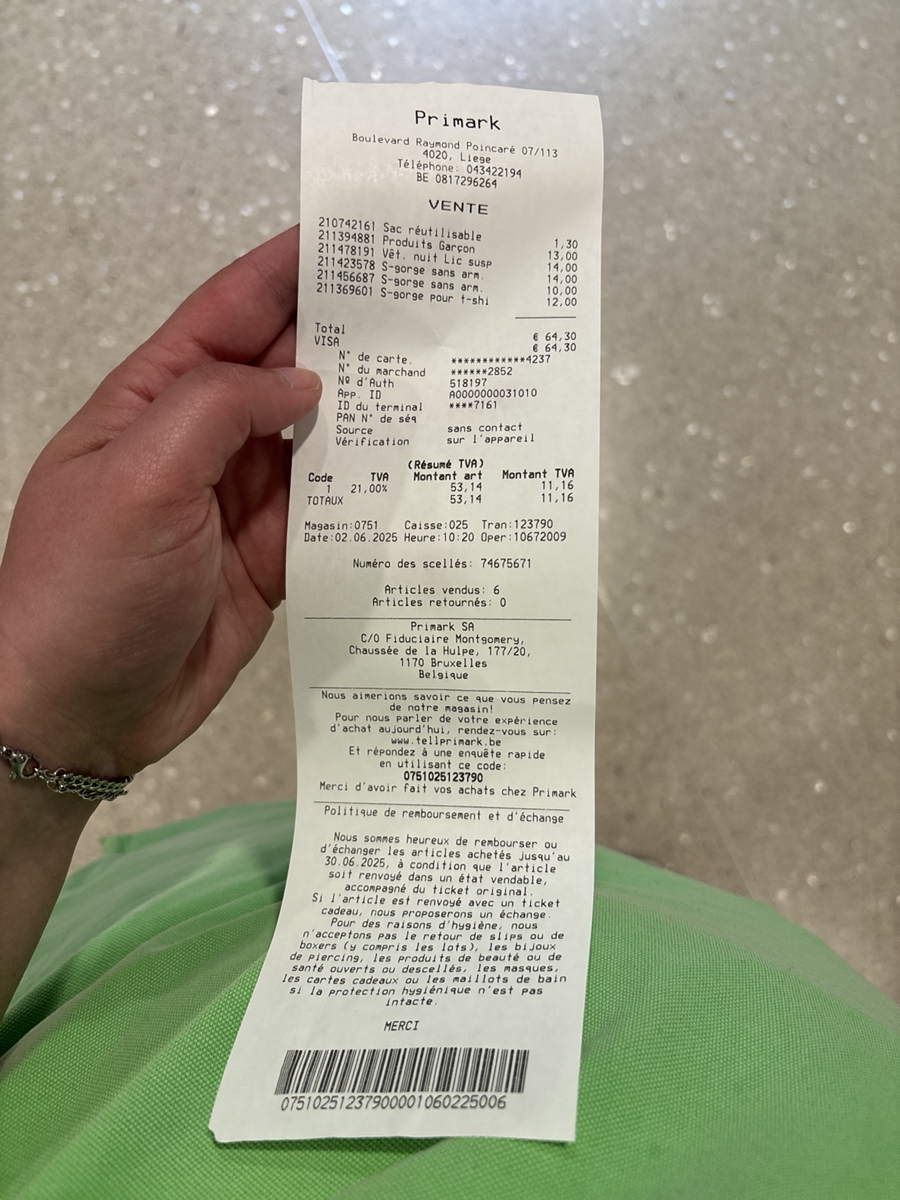 Primark
Boulevard Raymond Poincaré 07/113
4020, Liege
Téléphone: 043422194
BE 0817296264
VENTE
210742161 Sac réutilisable 1,30
211394881 Produits Garçon 13,00
211478191 Vêt. nuit Lic susp 14,00
211423578 S-gorge sans arm. 14,00
211456687 S-gorge sans arm. 10,00
211369601 S-gorge pour t-shi 12,00
Total € 64,30
VISA € 64,30
N° de carte. ************4237
N° du marchand ******2852
Nº d'Auth 518197
App. ID A0000000031010
ID du terminal ****7161
PAN N° de séq
Source sans contact
Vérification sur l'appareil
(Résumé TVA)
Code TVA Montant art Montant TVA
1 21,00% 53,14 11,16
TOTAUX 53,14 11,16
Magasin:0751 Caisse:025 Tran:123790
Date:02.06.2025 Heure:10:20 Oper:10672009
Numéro des scellés: 74675671
Articles vendus: 6
Articles retournés: 0
Primark SA
C/O Fiduciaire Montgomery,
Chaussée de la Hulpe, 177/20,
1170 Bruxelles
Belgique
Nous aimerions savoir ce que vous pensez
de notre magasin!
Pour nous parler de votre expérience
d'achat aujourd'hui, rendez-vous sur:
www.tellprimark.be
Et répondez à une enquête rapide
en utilisant ce code:
0751025123790
Merci d'avoir fait vos achats chez Primark
Politique de remboursement et d'échange
Nous sommes heureux de rembourser ou
d'échanger les articles achetés jusqu'au
30.06.2025, à condition que l'article
soit renvoyé dans un état vendable,
accompagné du ticket original.
Si l'article est renvoyé avec un ticket
cadeau, nous proposerons un échange.
Pour des raisons d'hygiène, nous
n'acceptons pas le retour de slips ou de
boxers (y compris les lots), les bijoux
de piercing, les produits de beauté ou de
santé ouverts ou descellés, les masques,
les cartes cadeaux ou les maillots de bain
si la protection hygiénique n'est pas
intacte.
MERCI
07510251237900001060225006